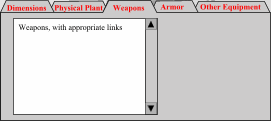 Dimensions Physical Plant Weapons Armor Other Equipment
Weapons, with appropriate links